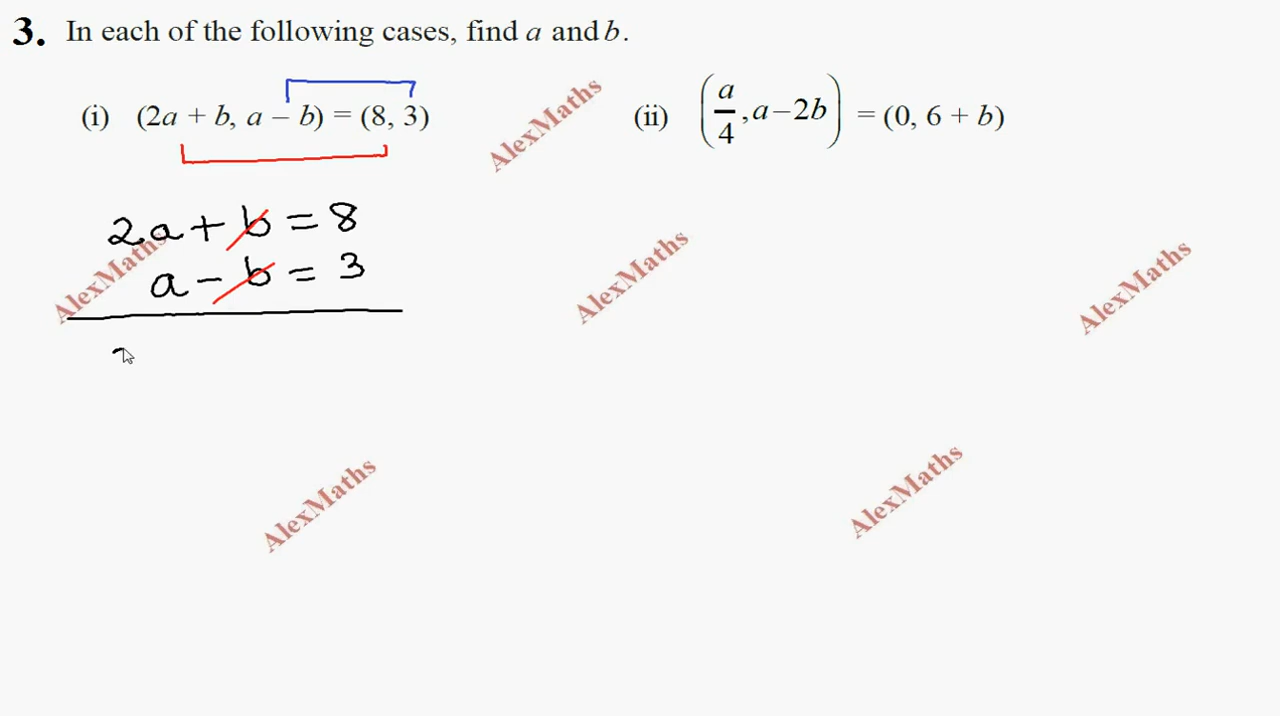 3. In each of the following cases, find a and b.
(i) (2a + b, a − b) = (8, 3)
(ii) (a/4, a−2b) = (0, 6 + b)
AlexMaths
2a + b = 8
a − b = 3
AlexMaths
AlexMaths
AlexMaths
AlexMaths
AlexMaths